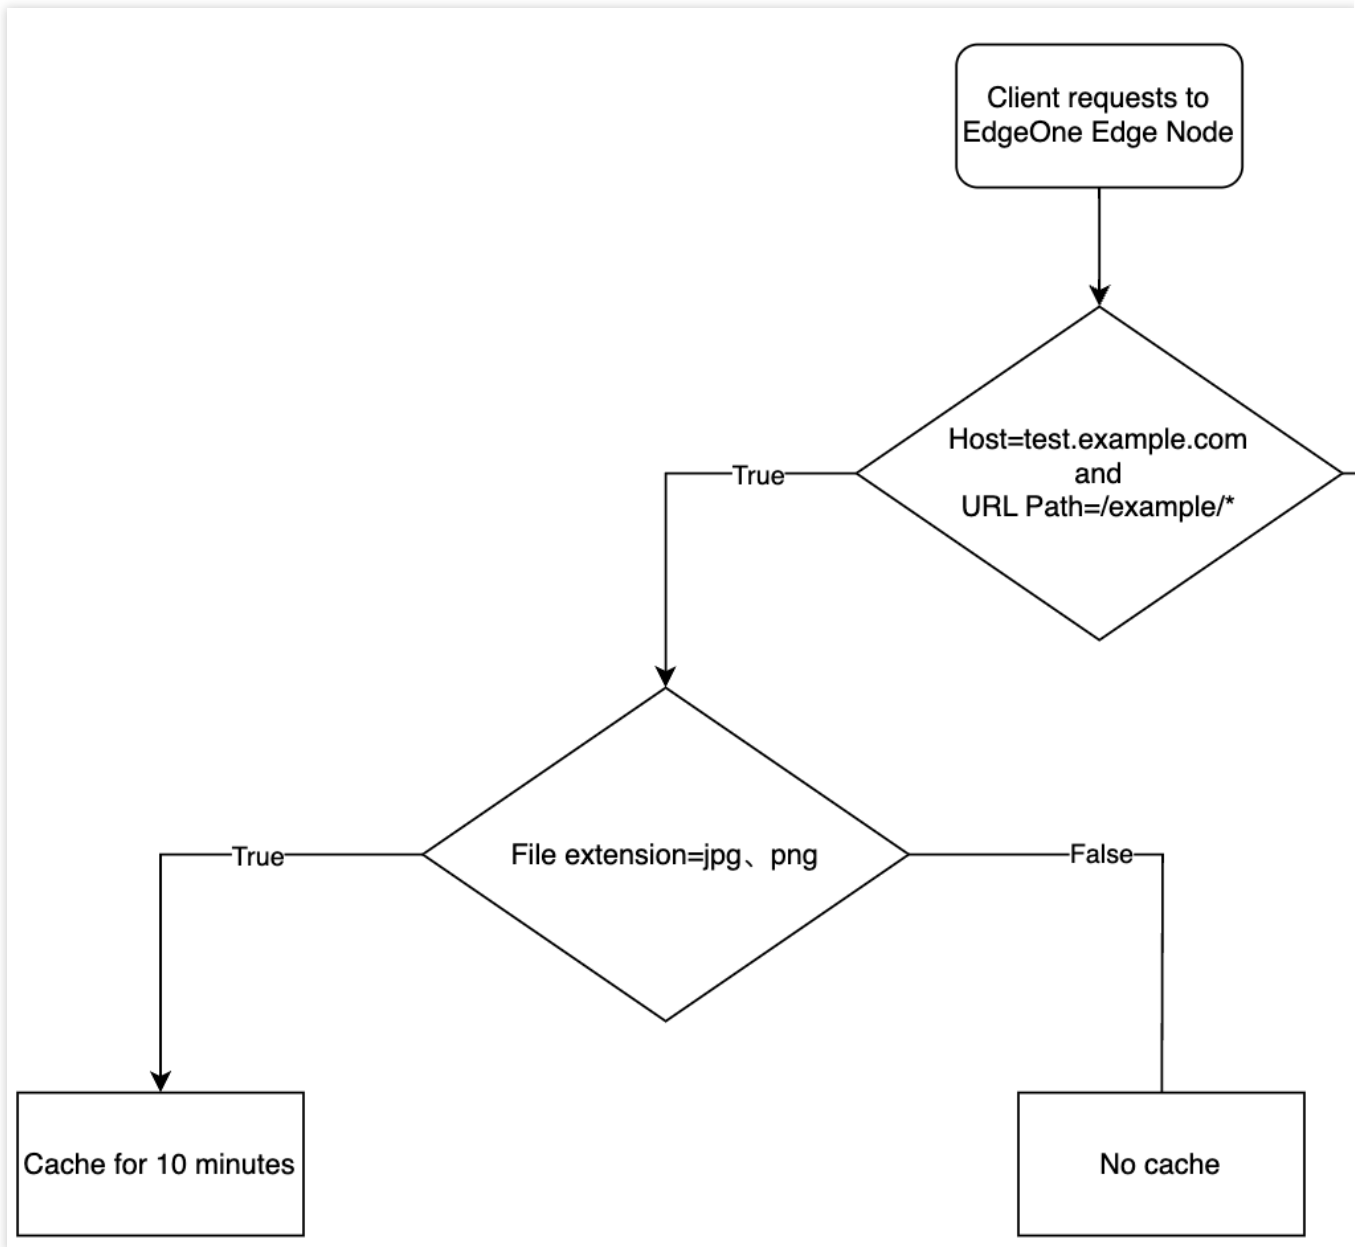 Client requests to
EdgeOne Edge Node
Host=test.example.com
and
URL Path=/example/*
True
File extension=jpg、png
True
False
Cache for 10 minutes
No cache